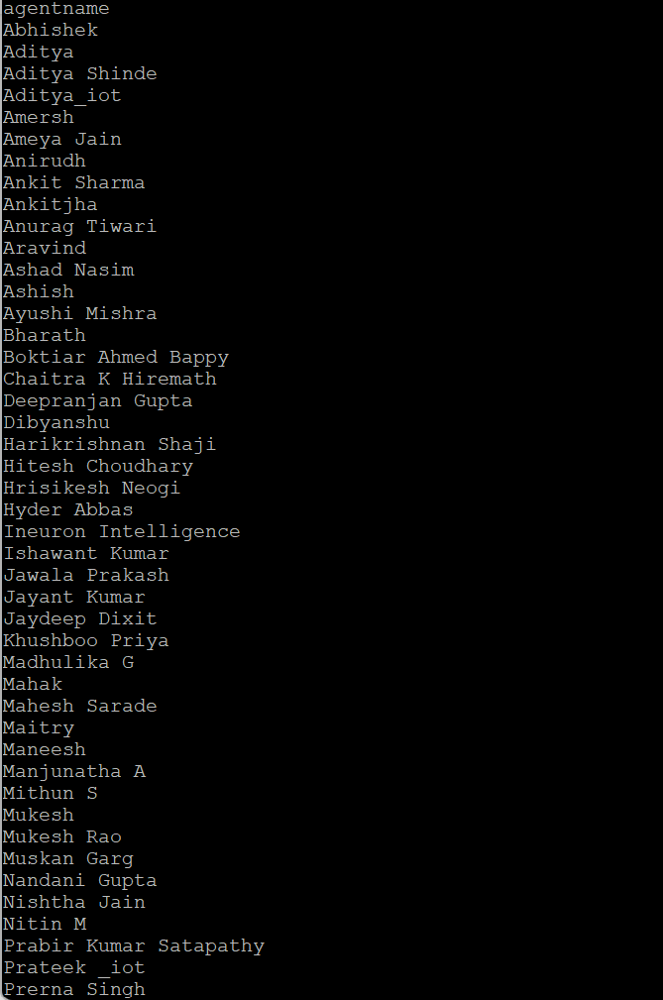 agentname
Abhishek
Aditya
Aditya Shinde
Aditya_iot
Amersh
Ameya Jain
Anirudh
Ankit Sharma
Ankitjha
Anurag Tiwari
Aravind
Ashad Nasim
Ashish
Ayushi Mishra
Bharath
Boktiar Ahmed Bappy
Chaitra K Hiremath
Deepranjan Gupta
Dibyanshu
Harikrishnan Shaji
Hitesh Choudhary
Hrisikesh Neogi
Hyder Abbas
Ineuron Intelligence
Ishawant Kumar
Jawala Prakash
Jayant Kumar
Jaydeep Dixit
Khushboo Priya
Madhulika G
Mahak
Mahesh Sarade
Maitry
Maneesh
Manjunatha A
Mithun S
Mukesh
Mukesh Rao
Muskan Garg
Nandani Gupta
Nishtha Jain
Nitin M
Prabir Kumar Satapathy
Prateek _iot
Prerna Singh